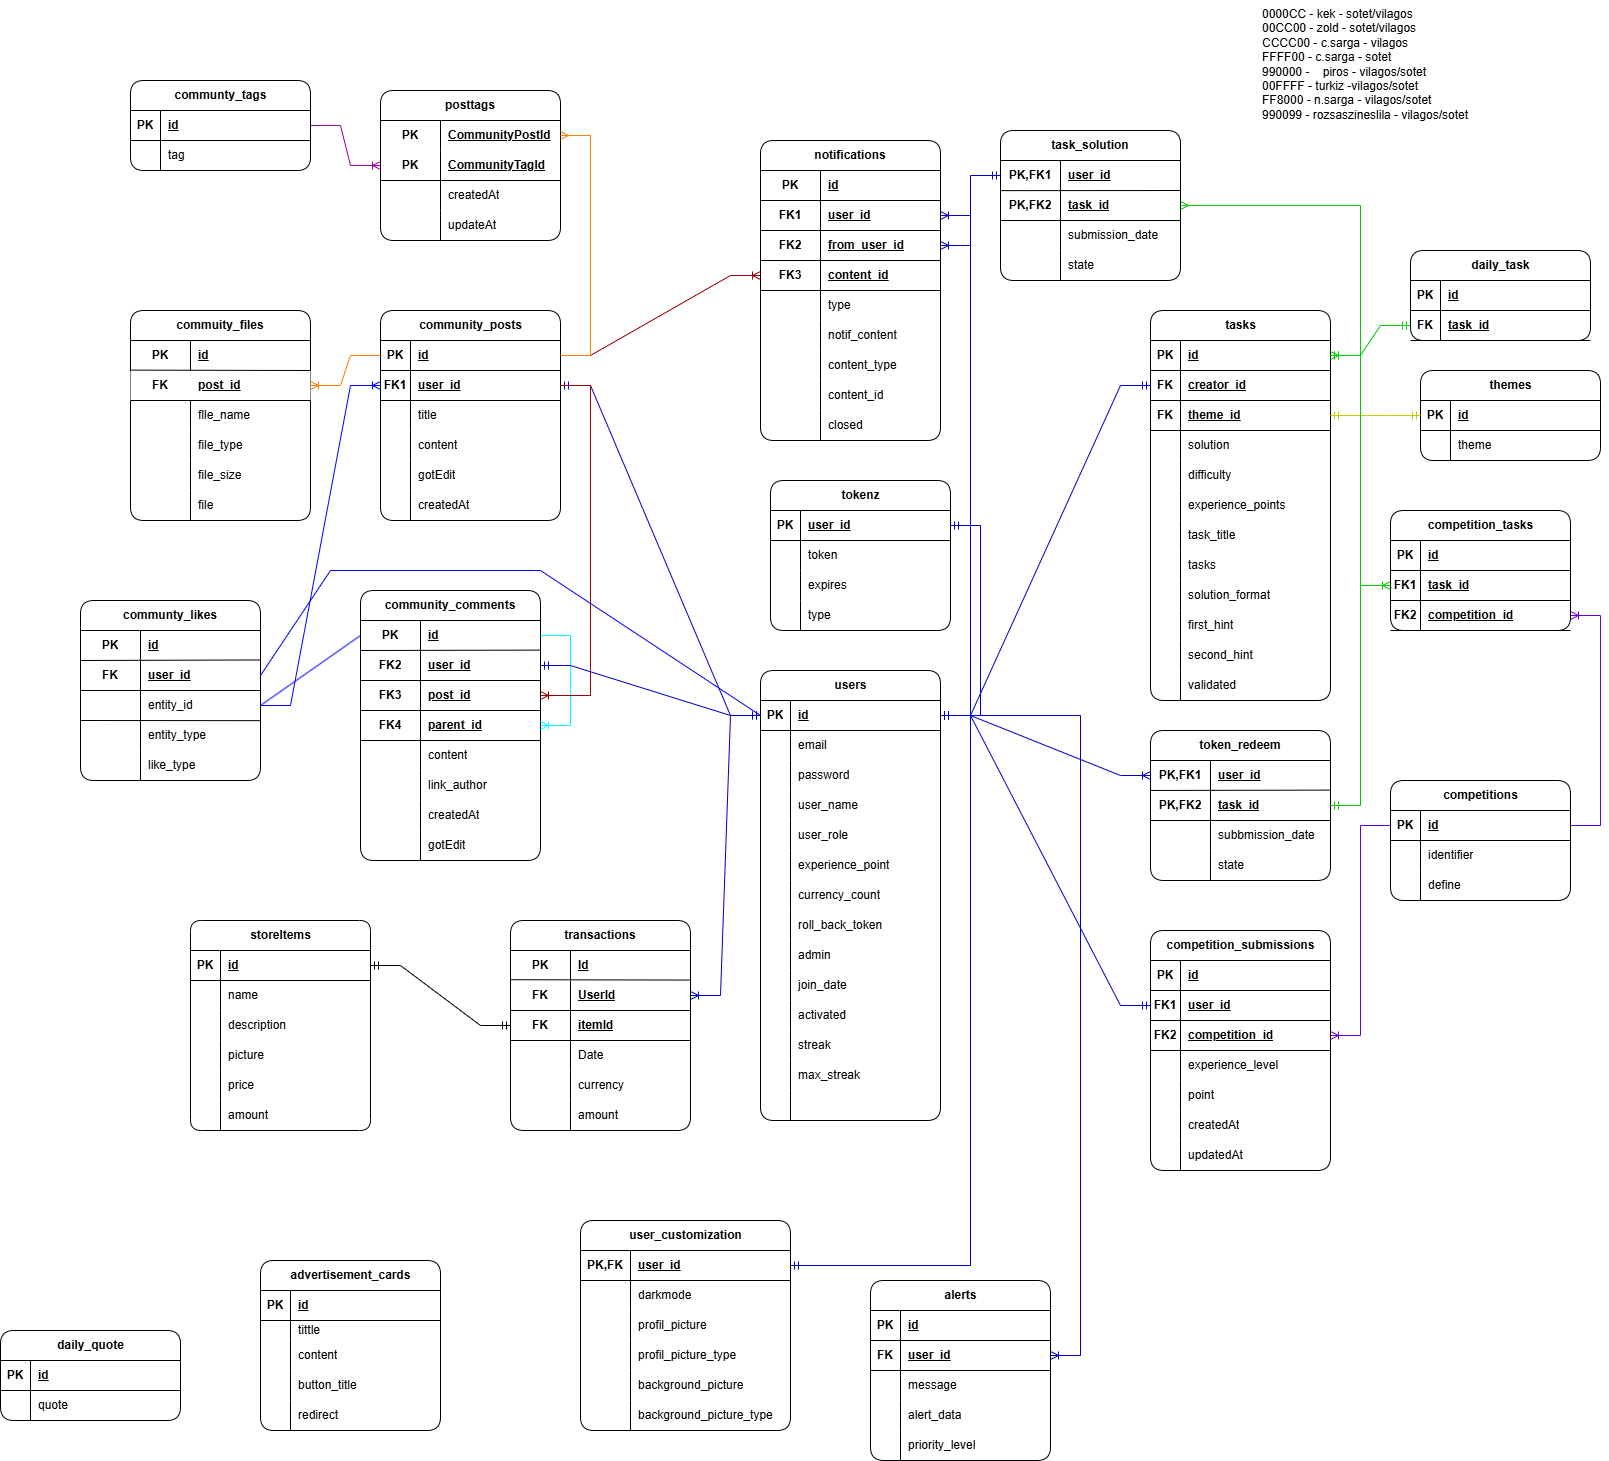 0000CC - kek - sotet/vilagos
00CC00 - zold - sotet/vilagos
CCCC00 - c.sarga - vilagos
FFFF00 - c.sarga - sotet
990000 - piros - vilagos/sotet
00FFFF - turkiz -vilagos/sotet
FF8000 - n.sarga - vilagos/sotet
990099 - rozsaszineslila - vilagos/sotet
communty_tags
PK id
tag
posttags
PK CommunityPostId
PK CommunityTagId
createdAt
updateAt
notifications
PK id
FK1 user_id
FK2 from_user_id
FK3 content_id
type
notif_content
content_type
content_id
closed
task_solution
PK,FK1 user_id
PK,FK2 task_id
submission_date
state
daily_task
PK id
FK task_id
commuity_files
PK id
FK post_id
fIle_name
file_type
file_size
file
community_posts
PK id
FK1 user_id
title
content
gotEdit
createdAt
tasks
PK id
FK creator_id
FK theme_id
solution
difficulty
experience_points
task_title
tasks
solution_format
first_hint
second_hint
validated
themes
PK id
theme
tokenz
PK user_id
token
expires
type
competition_tasks
PK id
FK1 task_id
FK2 competition_id
communty_likes
PK id
FK user_id
entity_id
entity_type
like_type
community_comments
PK id
FK2 user_id
FK3 post_id
FK4 parent_id
content
link_author
createdAt
gotEdit
users
PK id
email
password
user_name
user_role
experience_point
currency_count
roll_back_token
admin
join_date
activated
streak
max_streak
token_redeem
PK,FK1 user_id
PK,FK2 task_id
subbmission_date
state
competitions
PK id
identifier
define
storeItems
PK id
name
description
picture
price
amount
transactions
PK Id
FK UserId
FK itemId
Date
currency
amount
competition_submissions
PK id
FK1 user_id
FK2 competition_id
experience_level
point
createdAt
updatedAt
user_customization
PK,FK user_id
darkmode
profil_picture
profil_picture_type
background_picture
background_picture_type
advertisement_cards
PK id
tittle
content
button_title
redirect
alerts
PK id
FK user_id
message
alert_data
priority_level
daily_quote
PK id
quote